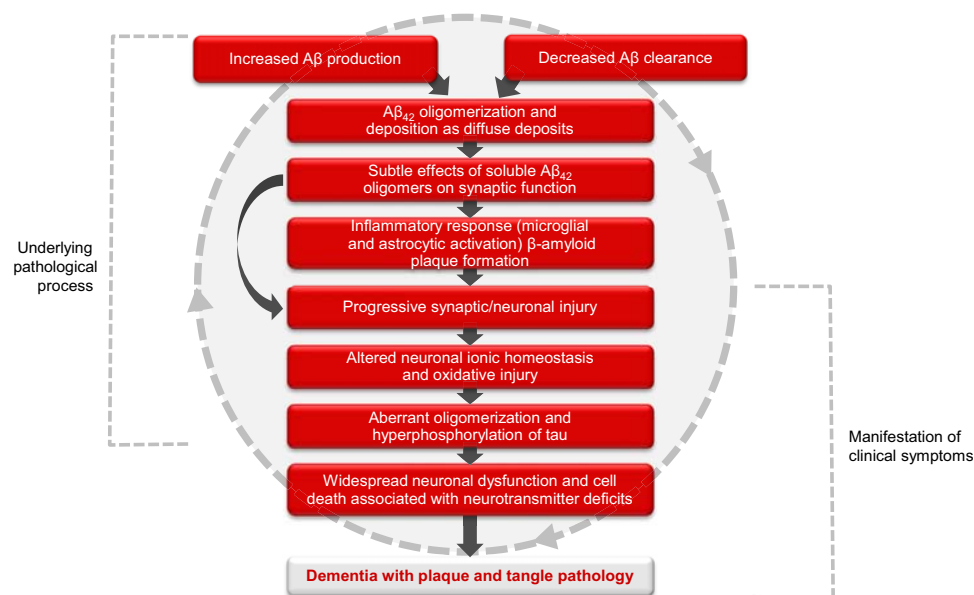 Increased Aβ production
Decreased Aβ clearance
Aβ₄₂ oligomerization and
deposition as diffuse deposits
Subtle effects of soluble Aβ₄₂
oligomers on synaptic function
Inflammatory response (microglial
and astrocytic activation) β-amyloid
plaque formation
Underlying
pathological
process
Progressive synaptic/neuronal injury
Altered neuronal ionic homeostasis
and oxidative injury
Aberrant oligomerization and
hyperphosphorylation of tau
Manifestation of
clinical symptoms
Widespread neuronal dysfunction and cell
death associated with neurotransmitter deficits
Dementia with plaque and tangle pathology